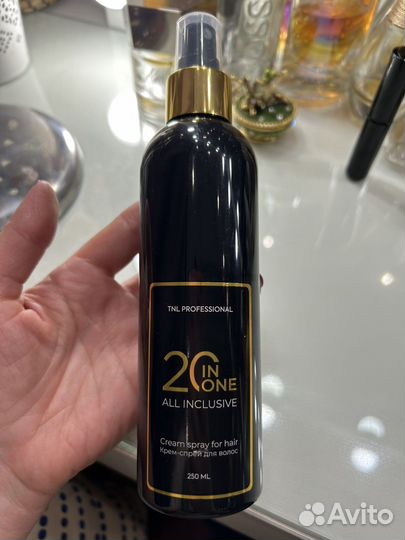 TNL PROFESSIONAL
20 IN ONE
ALL INCLUSIVE
Cream spray for hair
Крем-спрей для волос
250 ML
Avito